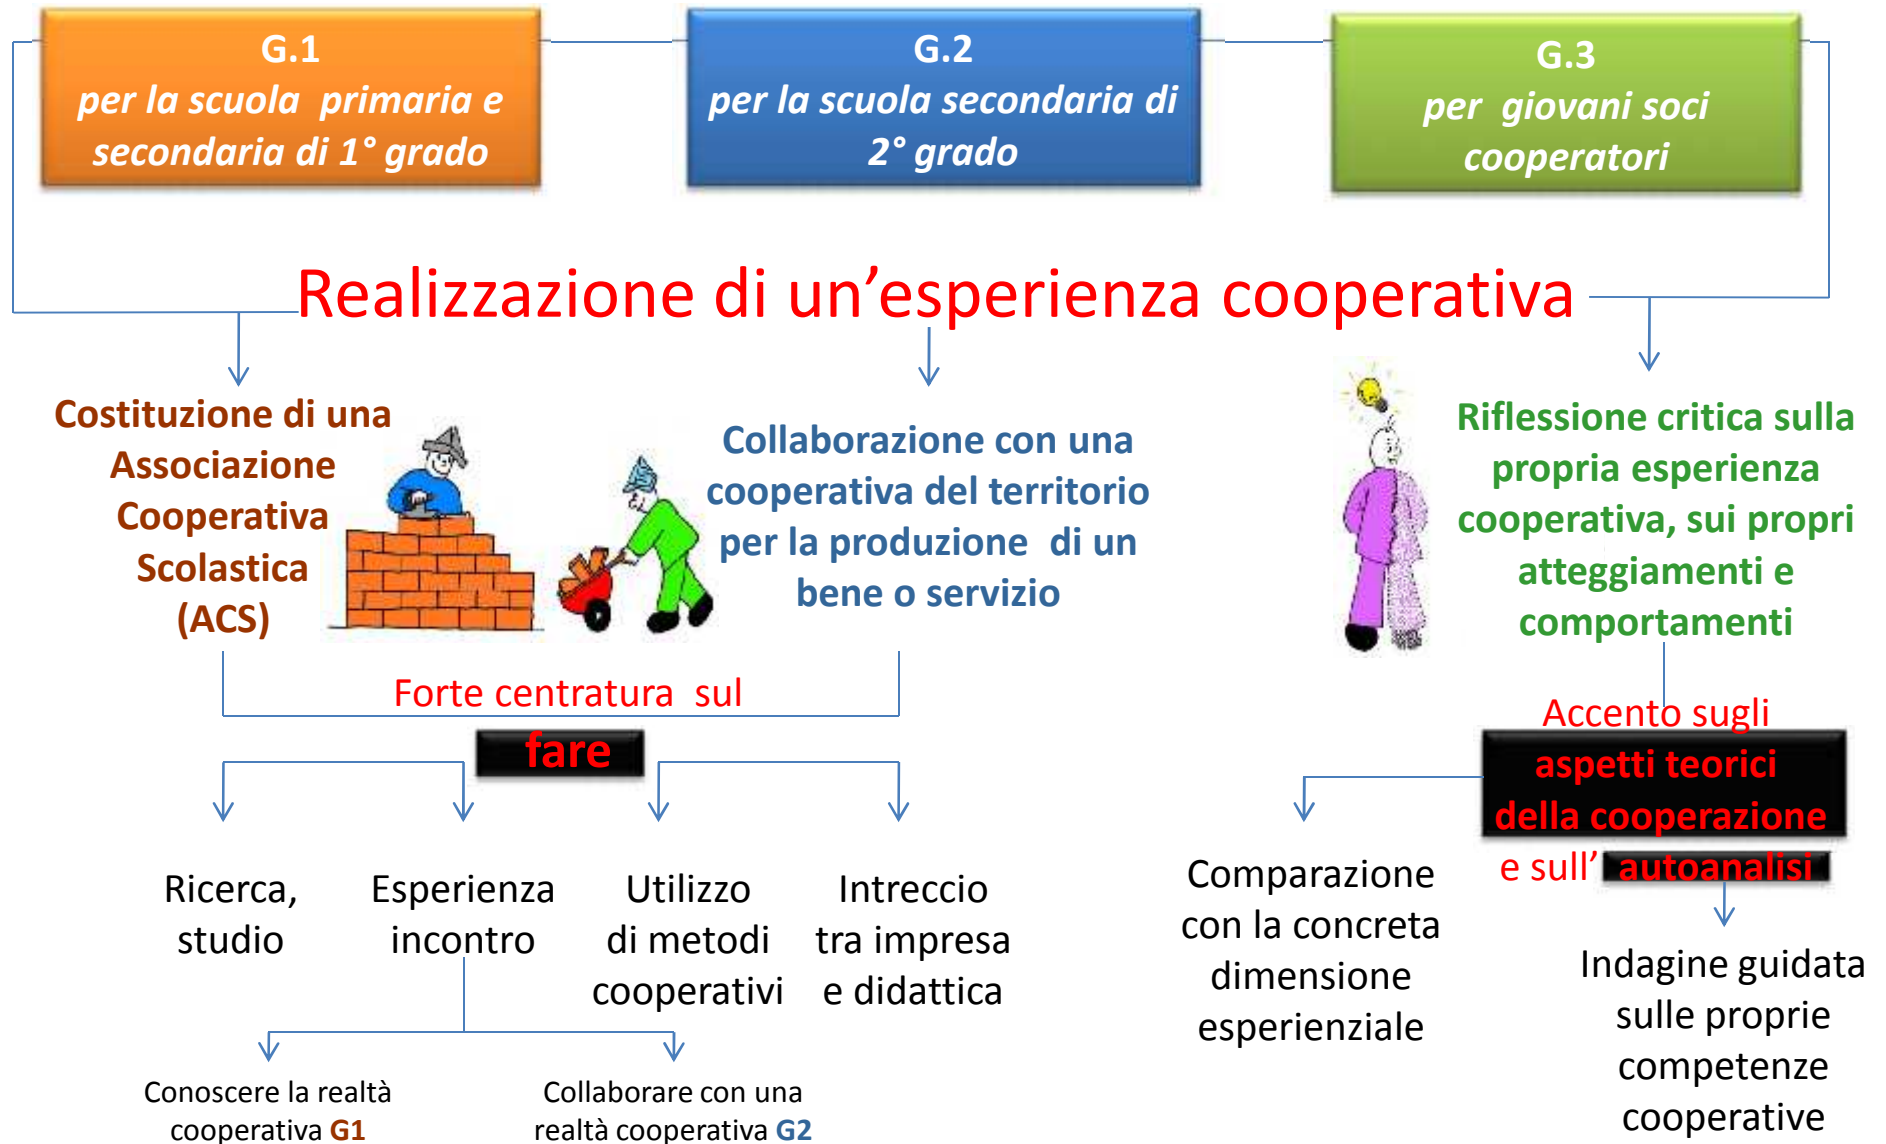 G.1
per la scuola primaria e
secondaria di 1° grado
G.2
per la scuola secondaria di
2° grado
G.3
per giovani soci
cooperatori
Realizzazione di un’esperienza cooperativa
Costituzione di una
Associazione
Cooperativa
Scolastica
(ACS)
Collaborazione con una
cooperativa del territorio
per la produzione di un
bene o servizio
Riflessione critica sulla
propria esperienza
cooperativa, sui propri
atteggiamenti e
comportamenti
Forte centratura sul
fare
Accento sugli
aspetti teorici
della cooperazione
e sull’ autoanalisi
Ricerca,
studio
Esperienza
incontro
Utilizzo
di metodi
cooperativi
Intreccio
tra impresa
e didattica
Comparazione
con la concreta
dimensione
esperienziale
Indagine guidata
sulle proprie
competenze
cooperative
Conoscere la realtà
cooperativa G1
Collaborare con una
realtà cooperativa G2